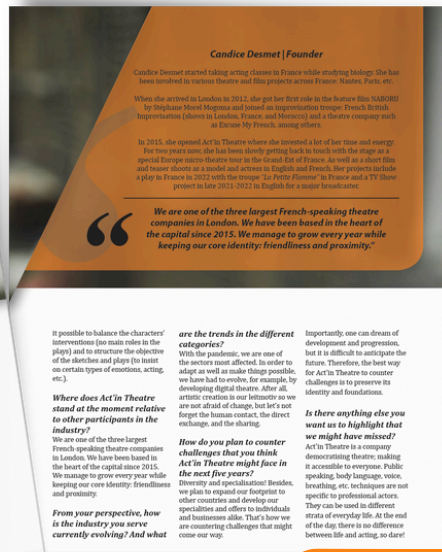 Candice Desmet | Founder
Candice Desmet started taking acting classes in France while studying biology. She has
been involved in various theatre and film projects across France: Nantes, Paris, etc.
When she arrived in London in 2012, she got her first role in the feature film NABORU
by Stéphane Morel Mogoma and joined an improvisation troupe: French British
Improvisation (shows in London, France, and Morocco) and a theatre company such
as Excuse My French, among others.
In 2015, she opened Act'in Theatre where she invested a lot of her time and energy.
For two years now, she has been slowly getting back in touch with the stage as a
special Europe micro-theatre tour in the Grand-Est of France. As well as a short film
and teaser shoots as a model and actress in English and French. Her projects include
a play in France in 2022 with the troupe "La Petite Flamme" in France and a TV Show
project in late 2021-2022 in English for a major broadcaster.
“ We are one of the three largest French-speaking theatre
companies in London. We have been based in the heart of
the capital since 2015. We manage to grow every year while
keeping our core identity: friendliness and proximity."
it possible to balance the characters'
interventions (no main roles in the
plays) and to structure the objective
of the sketches and plays (to insist
on certain types of emotions, acting,
etc.).
Where does Act'in Theatre
stand at the moment relative
to other participants in the
industry?
We are one of the three largest
French-speaking theatre companies
in London. We have been based in
the heart of the capital since 2015.
We manage to grow every year while
keeping our core identity: friendliness
and proximity.
From your perspective, how
is the industry you serve
currently evolving? And what
are the trends in the different
categories?
With the pandemic, we are one of
the sectors most affected. In order to
adapt as well as make things possible,
we have had to evolve, for example, by
developing digital theatre. After all,
artistic creation is our leitmotiv so we
are not afraid of change, but let's not
forget the human contact, the direct
exchange, and the sharing.
How do you plan to counter
challenges that you think
Act'in Theatre might face in
the next five years?
Diversity and specialisation! Besides,
we plan to expand our footprint to
other countries and develop our
specialities and offers to individuals
and businesses alike. That's how we
are countering challenges that might
come our way.
Importantly, one can dream of
development and progression,
but it is difficult to anticipate the
future. Therefore, the best way
for Act'in Theatre to counter
challenges is to preserve its
identity and foundations.
Is there anything else you
want us to highlight that
we might have missed?
Act'in Theatre is a company
democratising theatre; making
it accessible to everyone. Public
speaking, body language, voice,
breathing, etc. techniques are not
specific to professional actors.
They can be used in different
strata of everyday life. At the end
of the day, there is no difference
between life and acting, so dare!